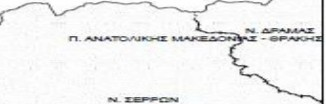 Ν. ΔΡΑΜΑΣ
Π. ΑΝΑΤΟΛΙΚΗΣ ΜΑΚΕΔΟΝΙΑΣ - ΘΡΑΚΗΣ
Ν. ΣΕΡΡΩΝ